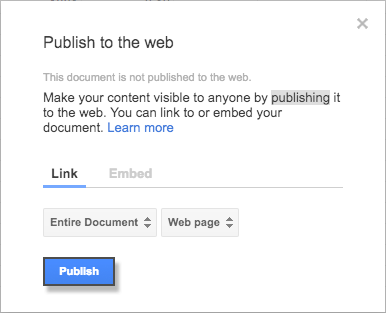 Publish to the web
This document is not published to the web.
Make your content visible to anyone by publishing it
to the web. You can link to or embed your
document. Learn more
Link Embed
Entire Document Web page
Publish